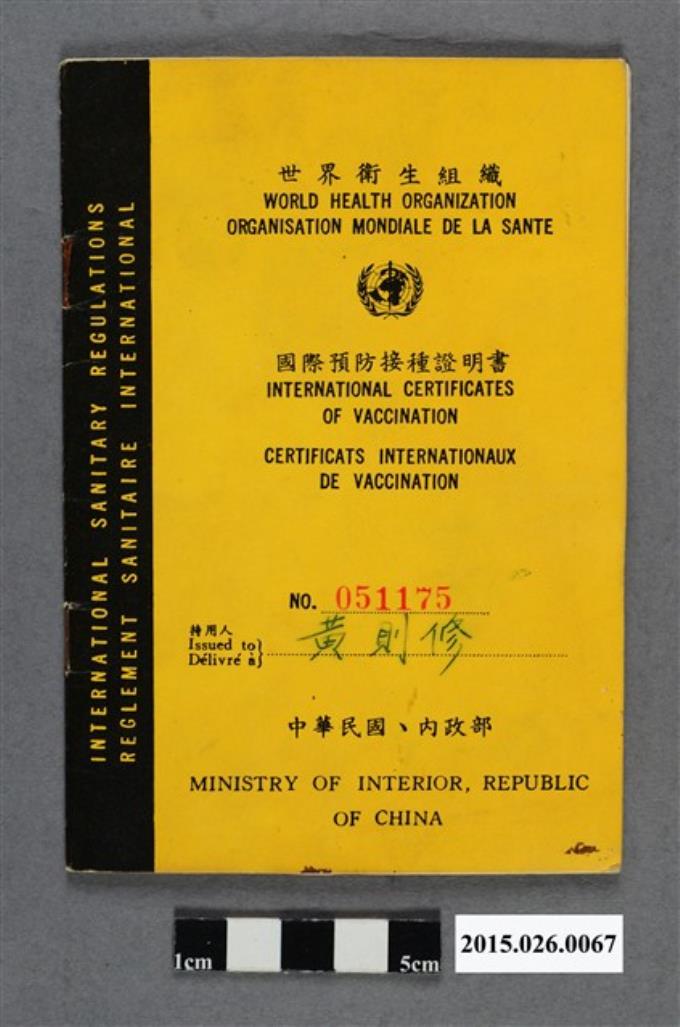 INTERNATIONAL SANITARY REGULATIONS
REGLEMENT SANITAIRE INTERNATIONAL
世界衛生組織
WORLD HEALTH ORGANIZATION
ORGANISATION MONDIALE DE LA SANTE
國際預防接種證明書
INTERNATIONAL CERTIFICATES
OF VACCINATION
CERTIFICATS INTERNATIONAUX
DE VACCINATION
NO. 051175
持用人
Issued to
Délivré à
黃則修
中華民國、內政部
MINISTRY OF INTERIOR, REPUBLIC
OF CHINA
1cm 5cm
2015.026.0067